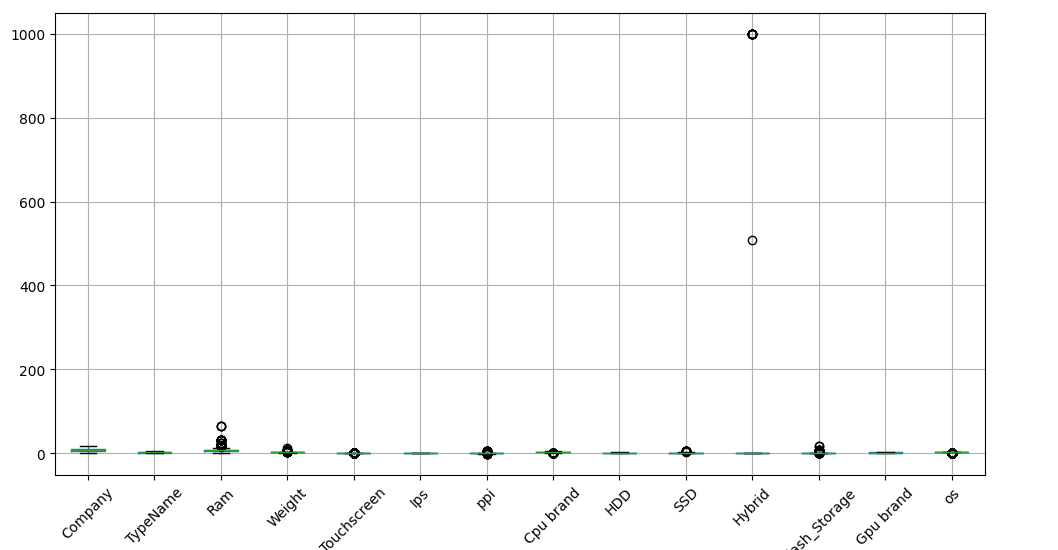 1000
800
600
400
200
0
Company
TypeName
Ram
Weight
Touchscreen
Ips
ppi
Cpu brand
HDD
SSD
Hybrid
ash_Storage
Gpu brand
os